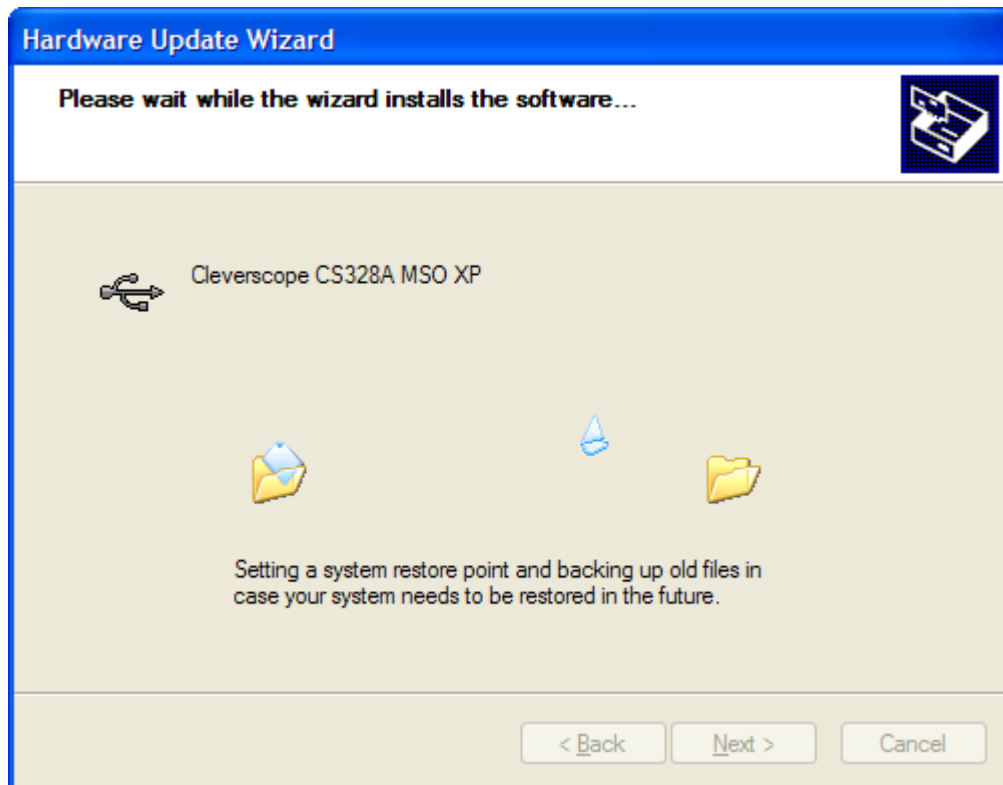 Hardware Update Wizard
Please wait while the wizard installs the software...
Cleverscope CS328A MSO XP
Setting a system restore point and backing up old files in
case your system needs to be restored in the future.
< Back Next > Cancel